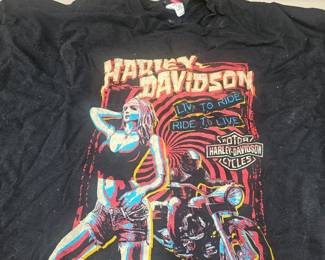 HARLEY-
DAVIDSON
LIVE TO RIDE
RIDE TO LIVE
MOTOR
HARLEY-DAVIDSON
CYCLES